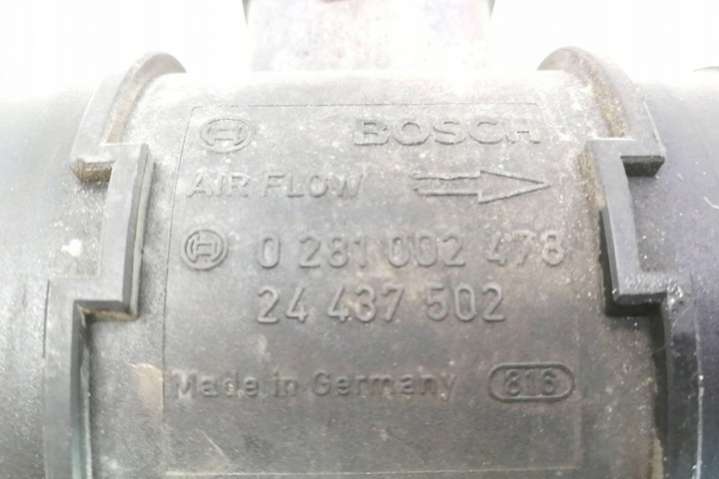 BOSCH
AIR FLOW
0 281 002 478
24 437 502
Made in Germany 816